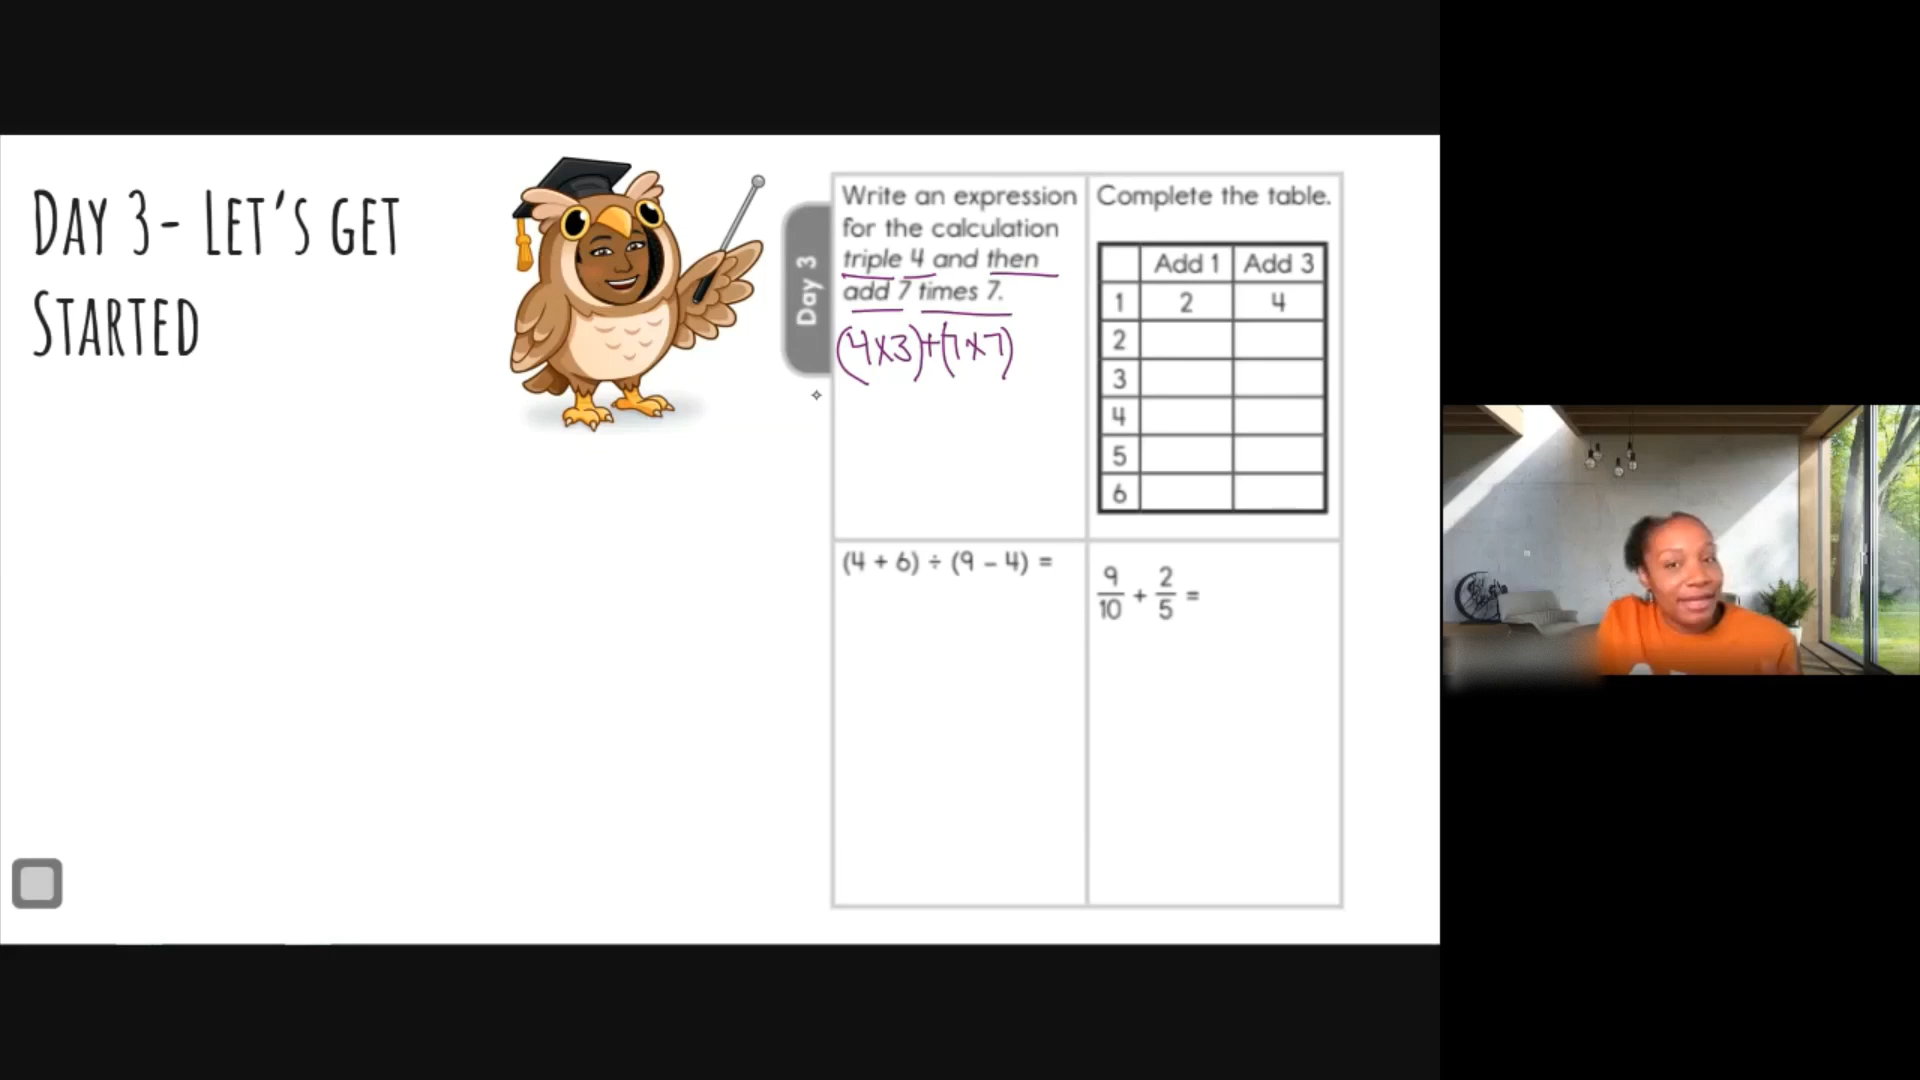 DAY 3- LET'S GET
STARTED
Day 3
Write an expression
for the calculation
triple 4 and then
add 7 times 7.
(4x3)+(7x7)
Complete the table.
Add 1 Add 3
1 2 4
2
3
4
5
6
(4 + 6) ÷ (9 – 4) =
9/10 + 2/5 =